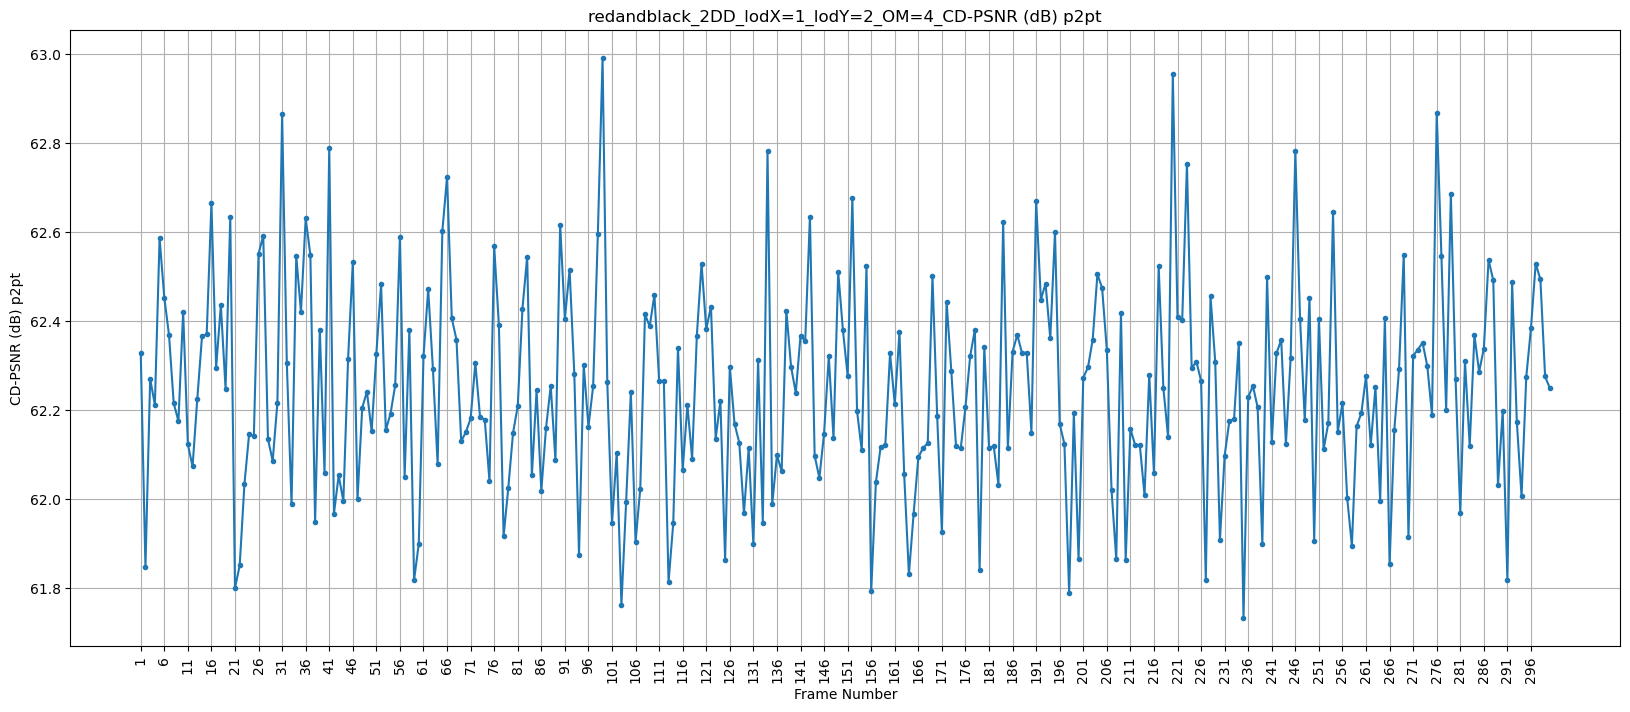 redandblack_2DD_lodX=1_lodY=2_OM=4_CD-PSNR (dB) p2pt
CD-PSNR (dB) p2pt
63.0
62.8
62.6
62.4
62.2
62.0
61.8
1 6 11 16 21 26 31 36 41 46 51 56 61 66 71 76 81 86 91 96 101 106 111 116 121 126 131 136 141 146 151 156 161 166 171 176 181 186 191 196 201 206 211 216 221 226 231 236 241 246 251 256 261 266 271 276 281 286 291 296
Frame Number